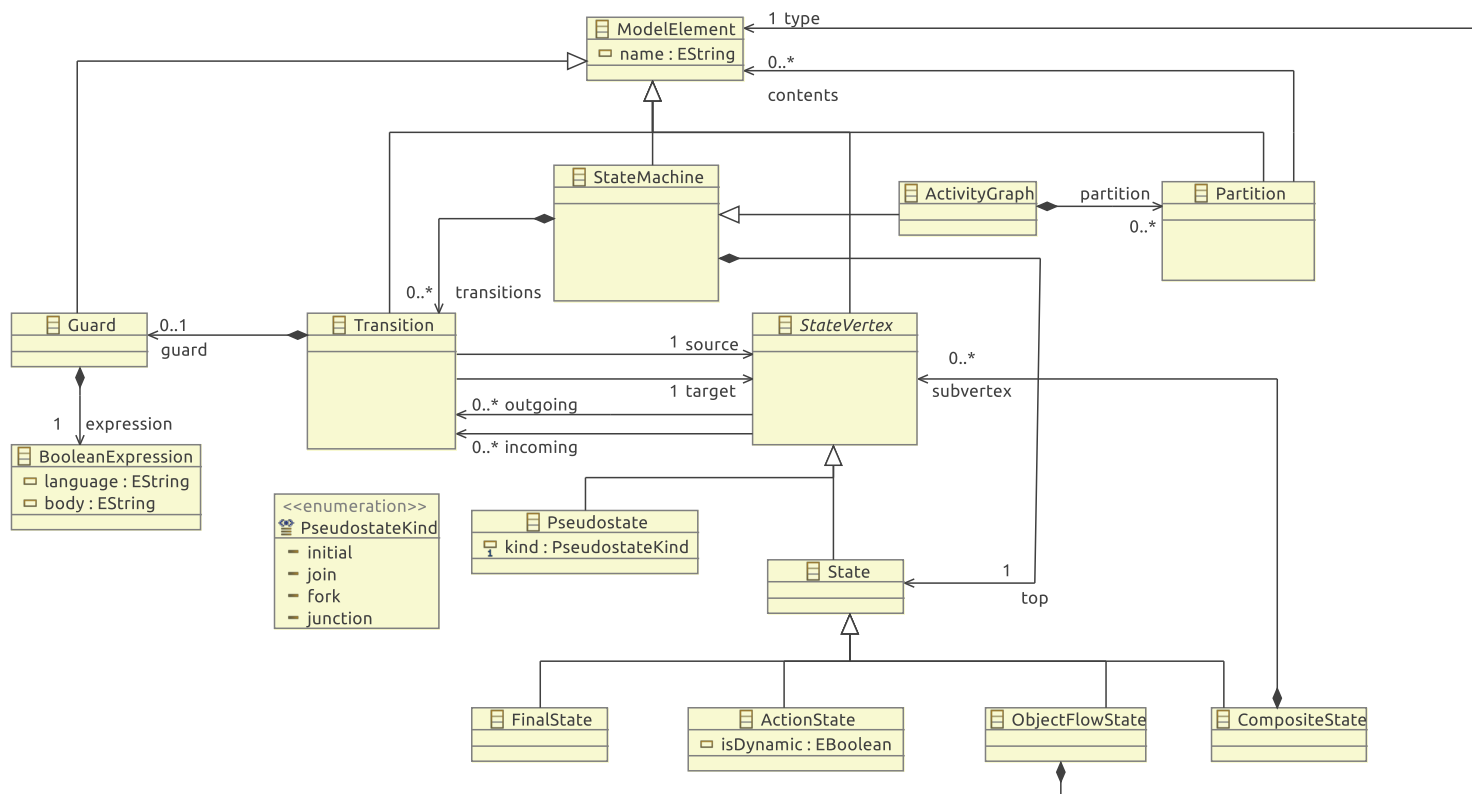 ModelElement
name : EString
1 type
0..*
contents
StateMachine
ActivityGraph
partition
0..*
Partition
0..*
transitions
Guard
0..1
guard
Transition
StateVertex
1 source
1 target
0..* outgoing
0..* incoming
0..*
subvertex
1
expression
BooleanExpression
language : EString
body : EString
<<enumeration>>
PseudostateKind
initial
join
fork
junction
Pseudostate
1
kind : PseudostateKind
State
1
top
FinalState
ActionState
isDynamic : EBoolean
ObjectFlowState
CompositeState